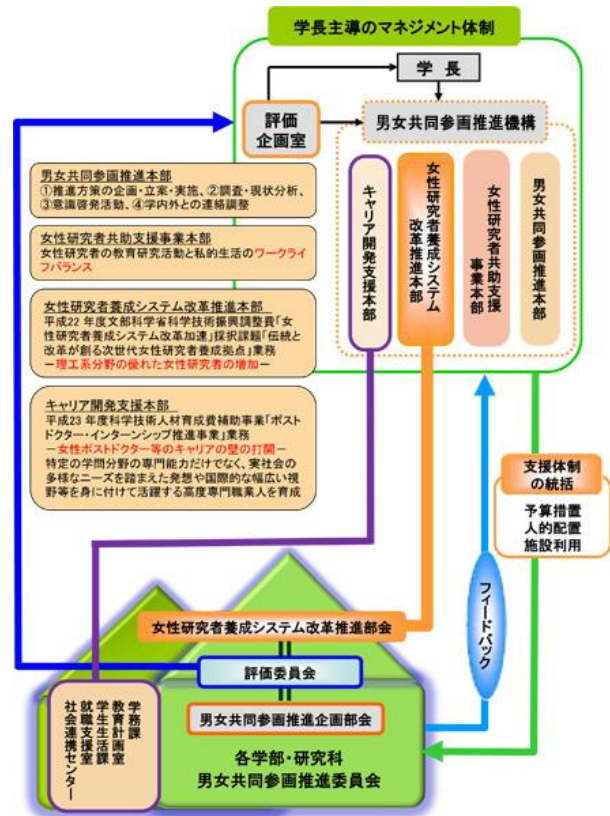 学長主導のマネジメント体制
学 長
評価
企画室
男女共同参画推進機構
キャリア開発支援本部
女性研究者養成システム
改革推進本部
女性研究者共助支援
事業本部
男女共同参画推進本部
男女共同参画推進本部
①推進方策の企画・立案・実施、②調査・現状分析、
③意識啓発活動、④学内外との連絡調整
女性研究者共助支援事業本部
女性研究者の教育研究活動と私的生活のワークライ
フバランス
女性研究者養成システム改革推進本部
平成22 年度文部科学省科学技術振興調整費「女
性研究者養成システム改革加速」採択課題「伝統と
改革が創る次世代女性研究者養成拠点」業務
ー理工系分野の優れた女性研究者の増加ー
キャリア開発支援本部
平成23 年度科学技術人材育成費補助事業「ポスト
ドクター・インターンシップ推進事業」業務
ー女性ポストドクター等のキャリアの壁の打開ー
特定の学問分野の専門能力だけでなく、実社会の
多様なニーズを踏まえた発想や国際的な幅広い視
野等を身に付けて活躍する高度専門職業人を育成
支援体制
の統括
予算措置
人的配置
施設利用
フィードバック
女性研究者養成システム改革推進部会
評価委員会
男女共同参画推進企画部会
各学部・研究科
男女共同参画推進委員会
学務課
教育計画室
学生生活課
就職支援室
社会連携センター